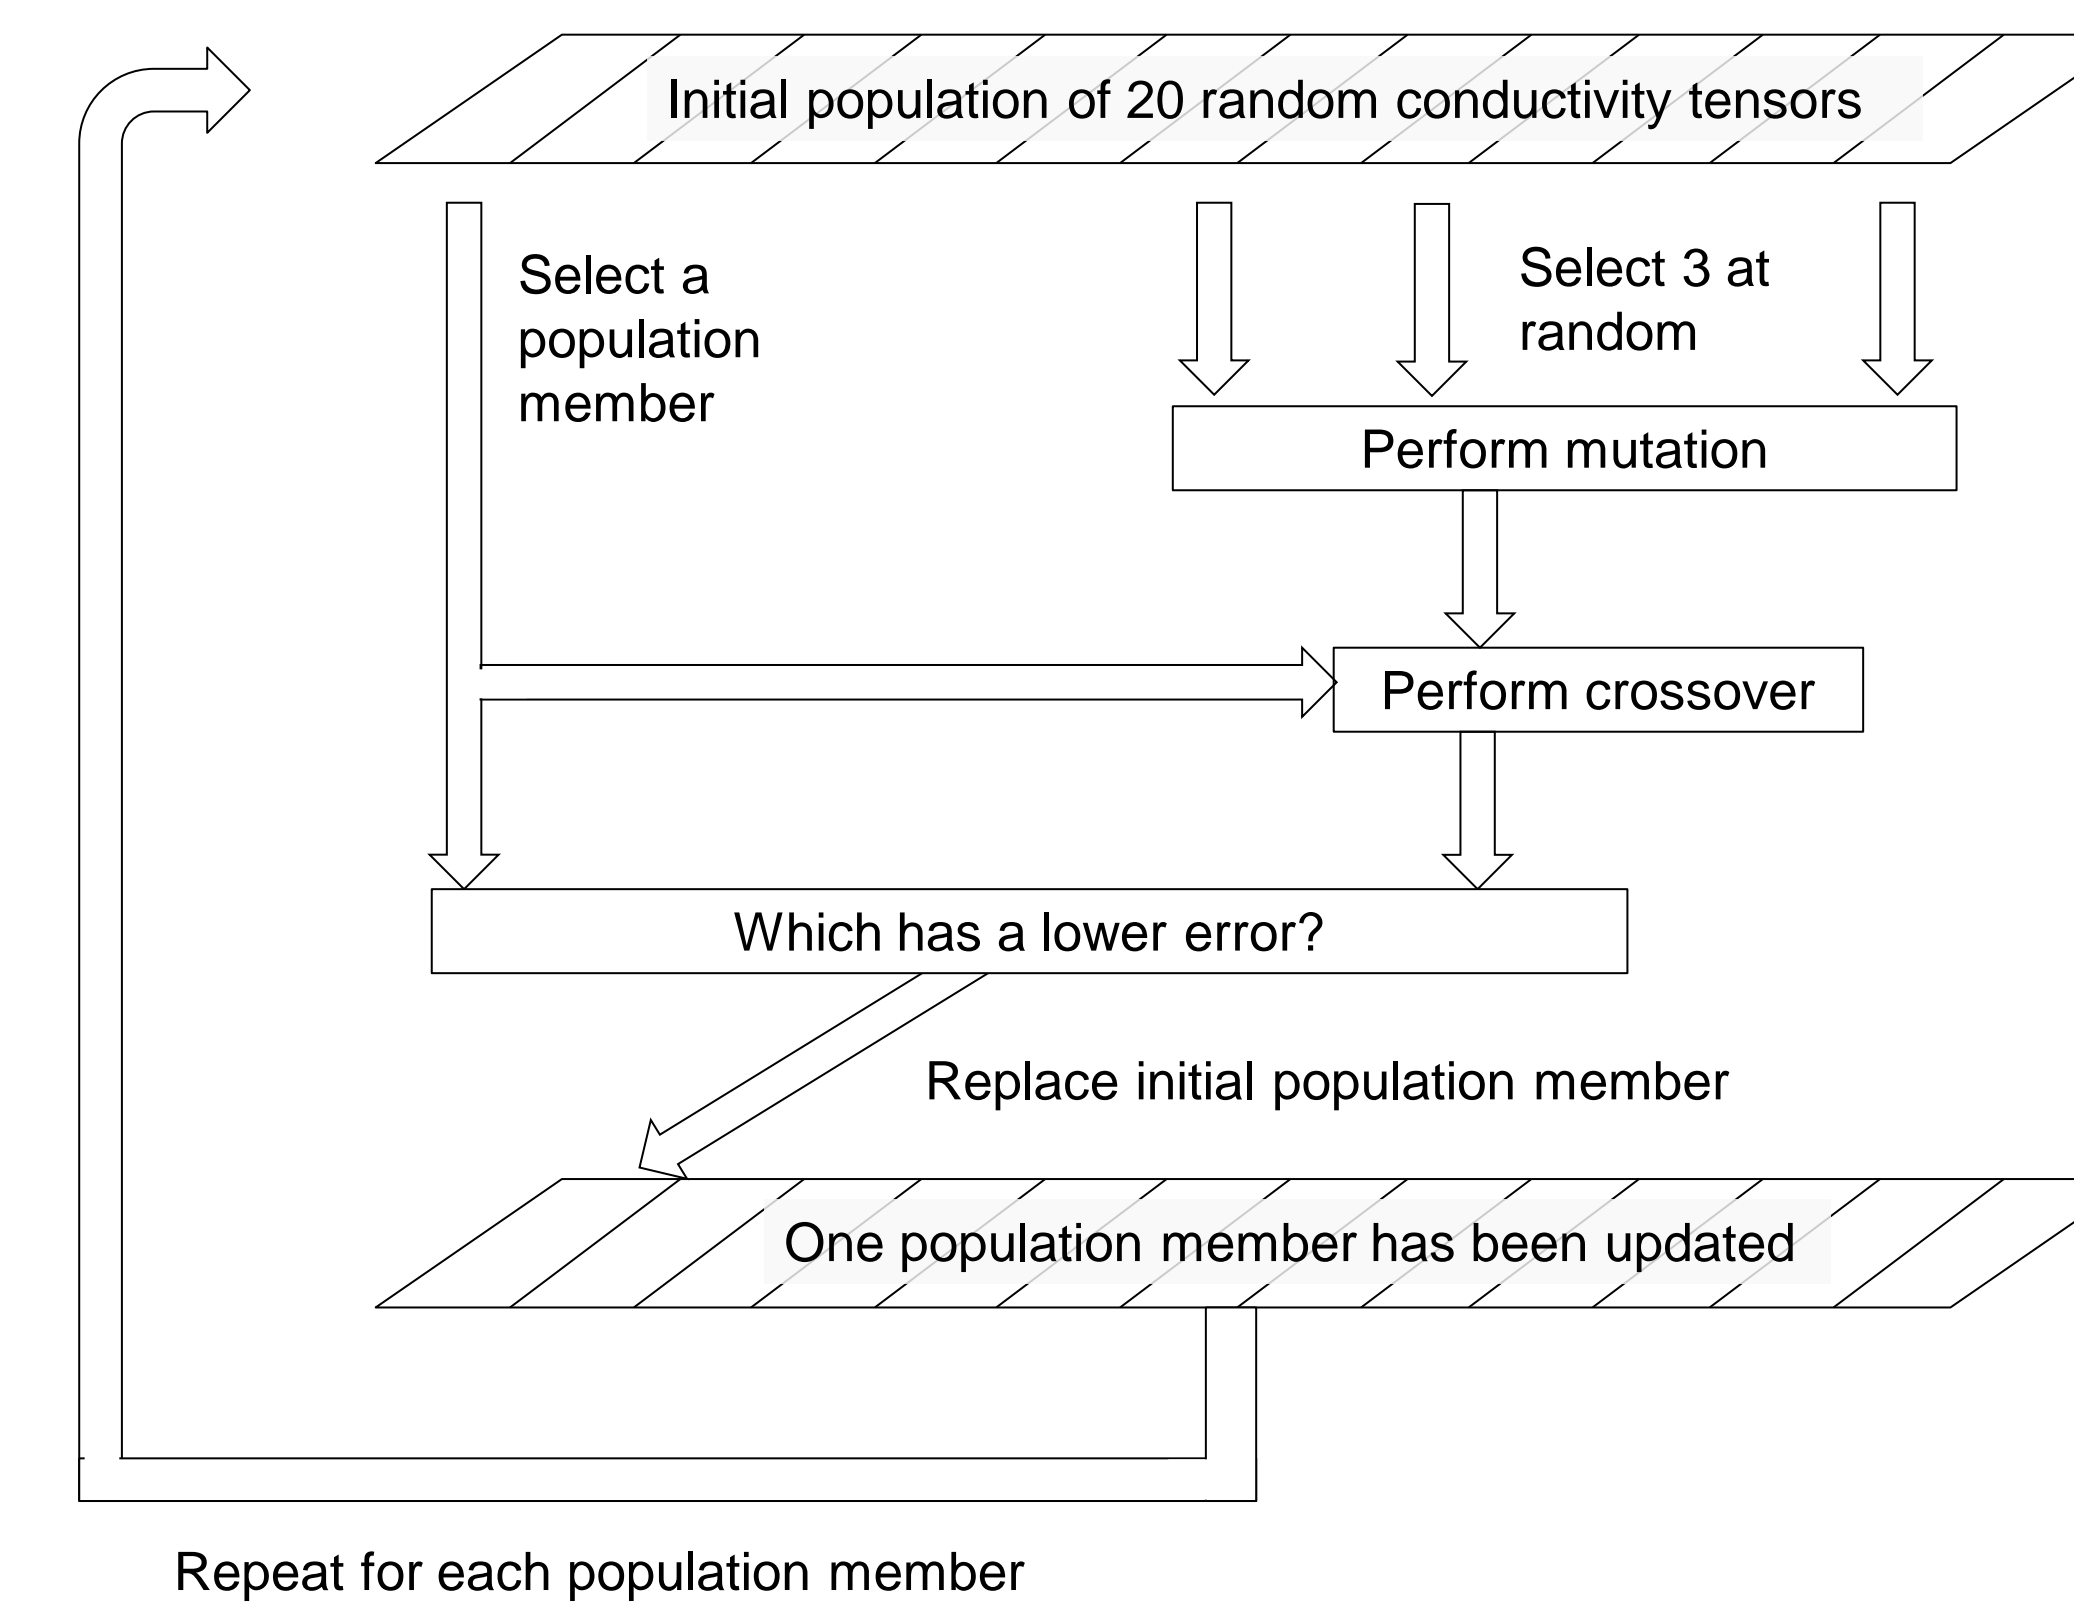 Initial population of 20 random conductivity tensors
Select a
population
member
Select 3 at
random
Perform mutation
Perform crossover
Which has a lower error?
Replace initial population member
One population member has been updated
Repeat for each population member